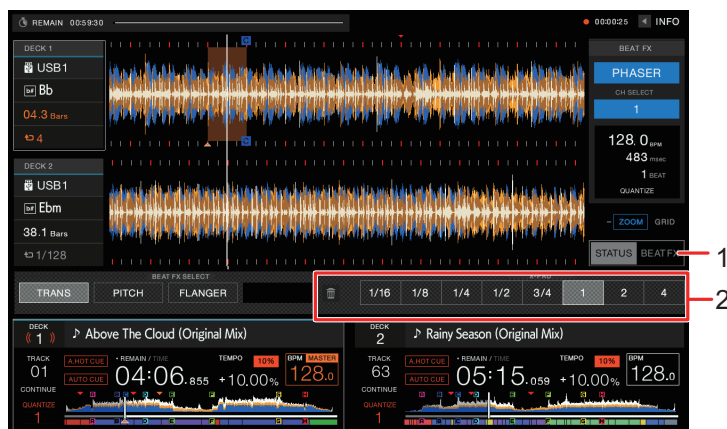 REMAIN 00:59:30
00:00:25 INFO
DECK 1
USB1
Bb
04.3 Bars
4
C
C
BEAT FX
PHASER
CH SELECT
1
128.0 BPM
483 msec
1 BEAT
QUANTIZE
DECK 2
USB1
Ebm
38.1 Bars
1/128
- ZOOM GRID
STATUS BEAT FX
1
BEAT FX SELECT
X-PAD
TRANS PITCH FLANGER
1/16 1/8 1/4 1/2 3/4 1 2 4
2
DECK
1
♪ Above The Cloud (Original Mix)
TRACK
01
CONTINUE
QUANTIZE
1
A.HOT CUE
AUTO CUE
REMAIN / TIME
04:06.855
TEMPO 10%
+10.00%
BPM MASTER
128.0
DECK
2
♪ Rainy Season (Original Mix)
TRACK
63
CONTINUE
QUANTIZE
1
A.HOT CUE
AUTO CUE
REMAIN / TIME
05:15.059
TEMPO 10%
+10.00%
BPM
128.0